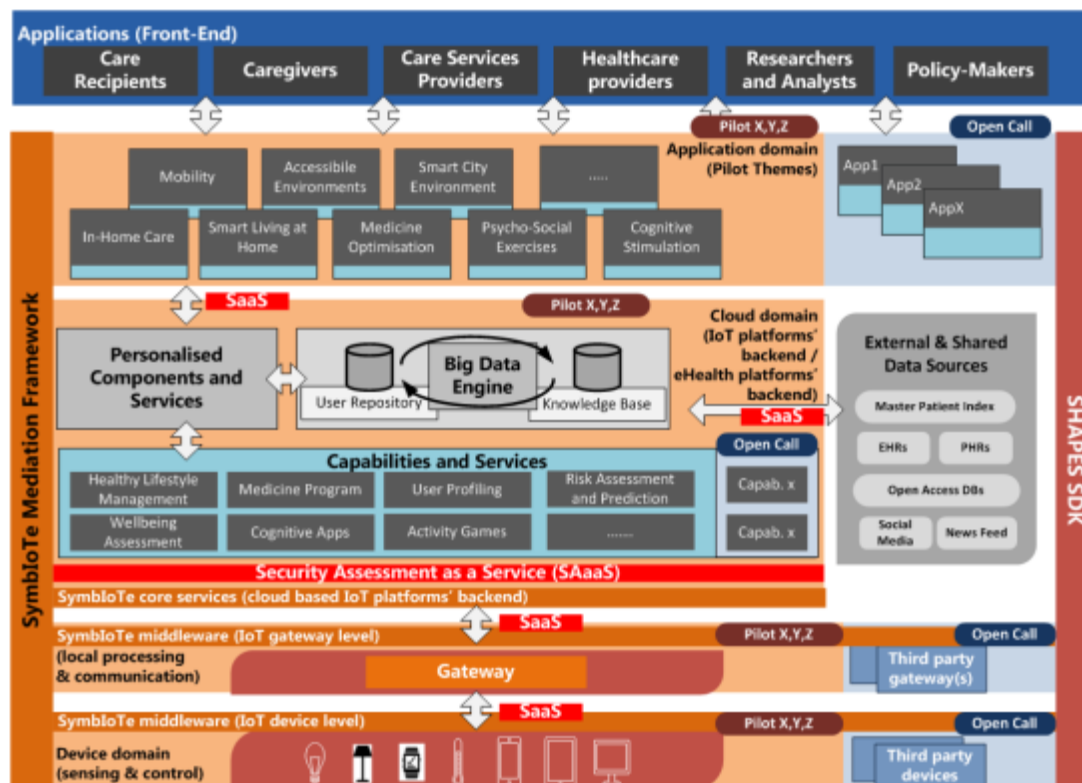 Applications (Front-End)
Care
Recipients
Caregivers
Care Services
Providers
Healthcare
providers
Researchers
and Analysts
Policy-Makers
Pilot X,Y,Z
Open Call
Application domain
(Pilot Themes)
Mobility
Accessibile
Environments
Smart City
Environment
.....
In-Home Care
Smart Living at
Home
Medicine
Optimisation
Psycho-Social
Exercises
Cognitive
Stimulation
App1
App2
AppX
SymbIoTe Mediation Framework
SHAPES SDK
SaaS
Pilot X,Y,Z
Cloud domain
(IoT platforms'
backend /
eHealth platforms'
backend)
Personalised
Components and
Services
Big Data
Engine
User Repository
Knowledge Base
SaaS
External & Shared
Data Sources
Master Patient Index
EHRs
PHRs
Open Access DBs
Social
Media
News Feed
Capabilities and Services
Open Call
Healthy Lifestyle
Management
Medicine Program
User Profiling
Risk Assessment
and Prediction
Capab. x
Wellbeing
Assessment
Cognitive Apps
Activity Games
.......
Capab. x
Security Assessment as a Service (SAaaS)
SymbIoTe core services (cloud based IoT platforms' backend)
SaaS
SymbIoTe middleware (IoT gateway level)
Pilot X,Y,Z
Open Call
(local processing
& communication)
Gateway
Third party
gateway(s)
SaaS
SymbIoTe middleware (IoT device level)
Pilot X,Y,Z
Open Call
Device domain
(sensing & control)
Third party
devices